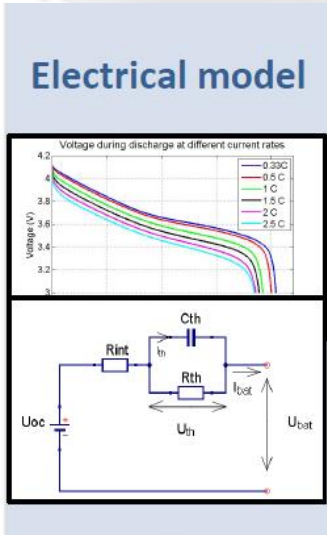 Electrical model
Voltage during discharge at different current rates
4.2
4
3.8
3.6
3.4
3.2
3
Voltage (V)
0.33C
0.5 C
1 C
1.5 C
2 C
2.5 C
Cth
Rint
Ith
Rth
Ibat
Uoc
+
-
Uth
Ubat